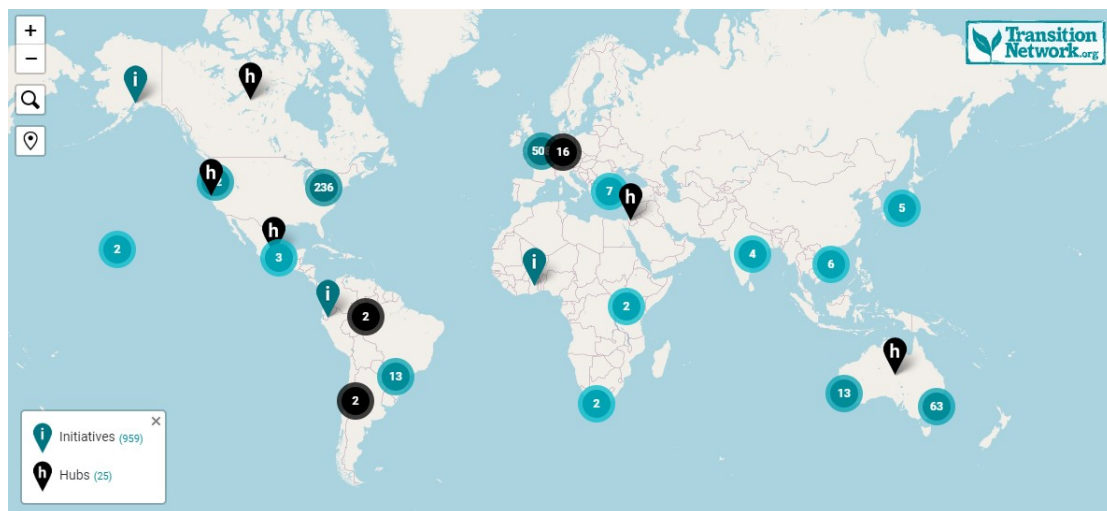 +
−
Transition
Network.org
i
h
h
2
236
50
16
7
h
5
2
h
3
i
4
6
i
2
2
13
2
2
h
13
63
i Initiatives (959)
h Hubs (25)